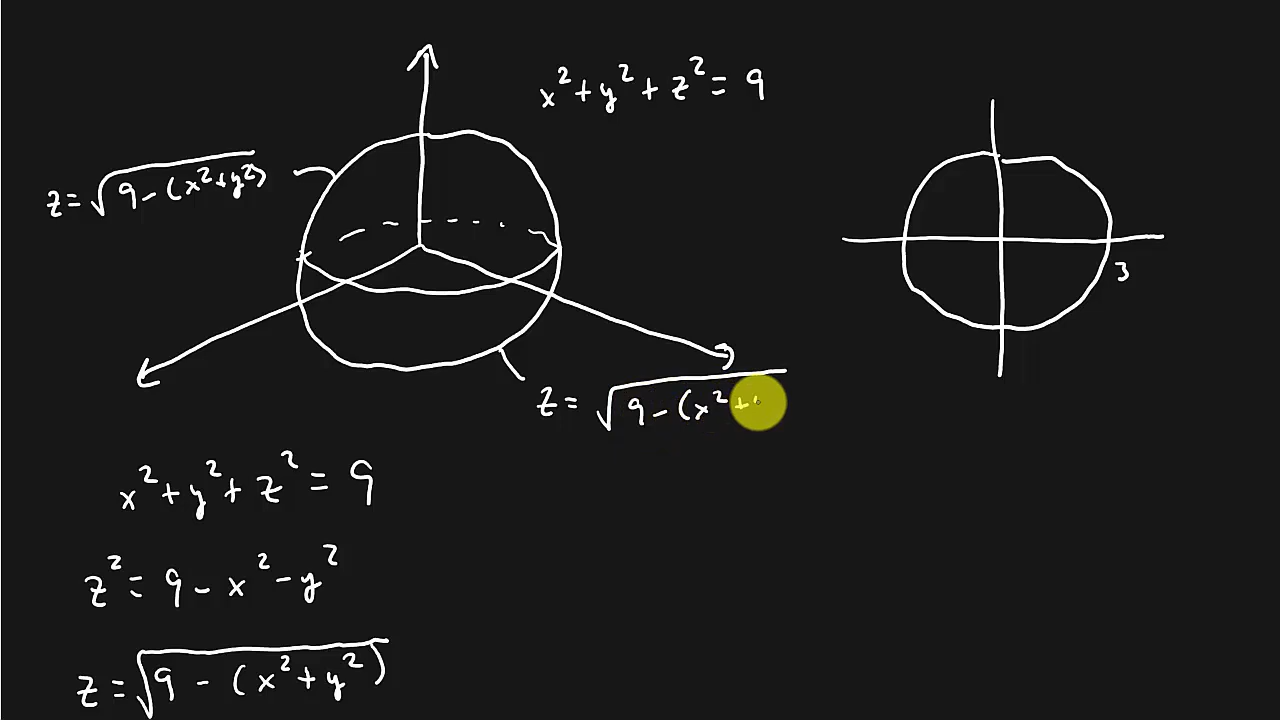 x² + y² + z² = 9
z = √9 - (x² + y²)
3
z = √9 - (x² +
x² + y² + z² = 9
z² = 9 - x² - y²
z = √9 - (x² + y²)